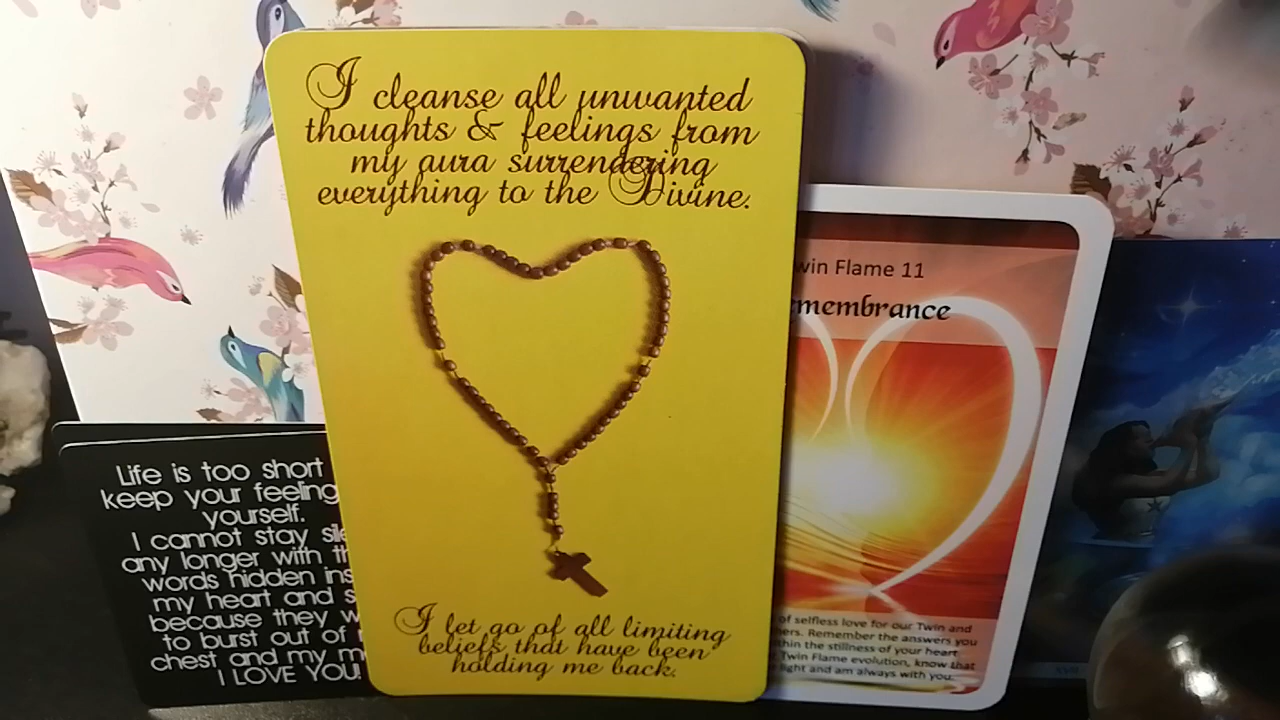 I cleanse all unwanted
thoughts & feelings from
my aura surrendering
everything to the Divine.
I let go of all limiting
beliefs that have been
holding me back.
Life is too short
keep your feeling
yourself.
I cannot stay
any longer with
words hidden
my heart and
because they
to burst out of
chest and my
I LOVE YOU!
win Flame 11
membrance
of selfless love for our Twin and
ers. Remember the answers you
thin the stillness of your heart
Twin Flame evolution, know that
light and am always with you.
XVII